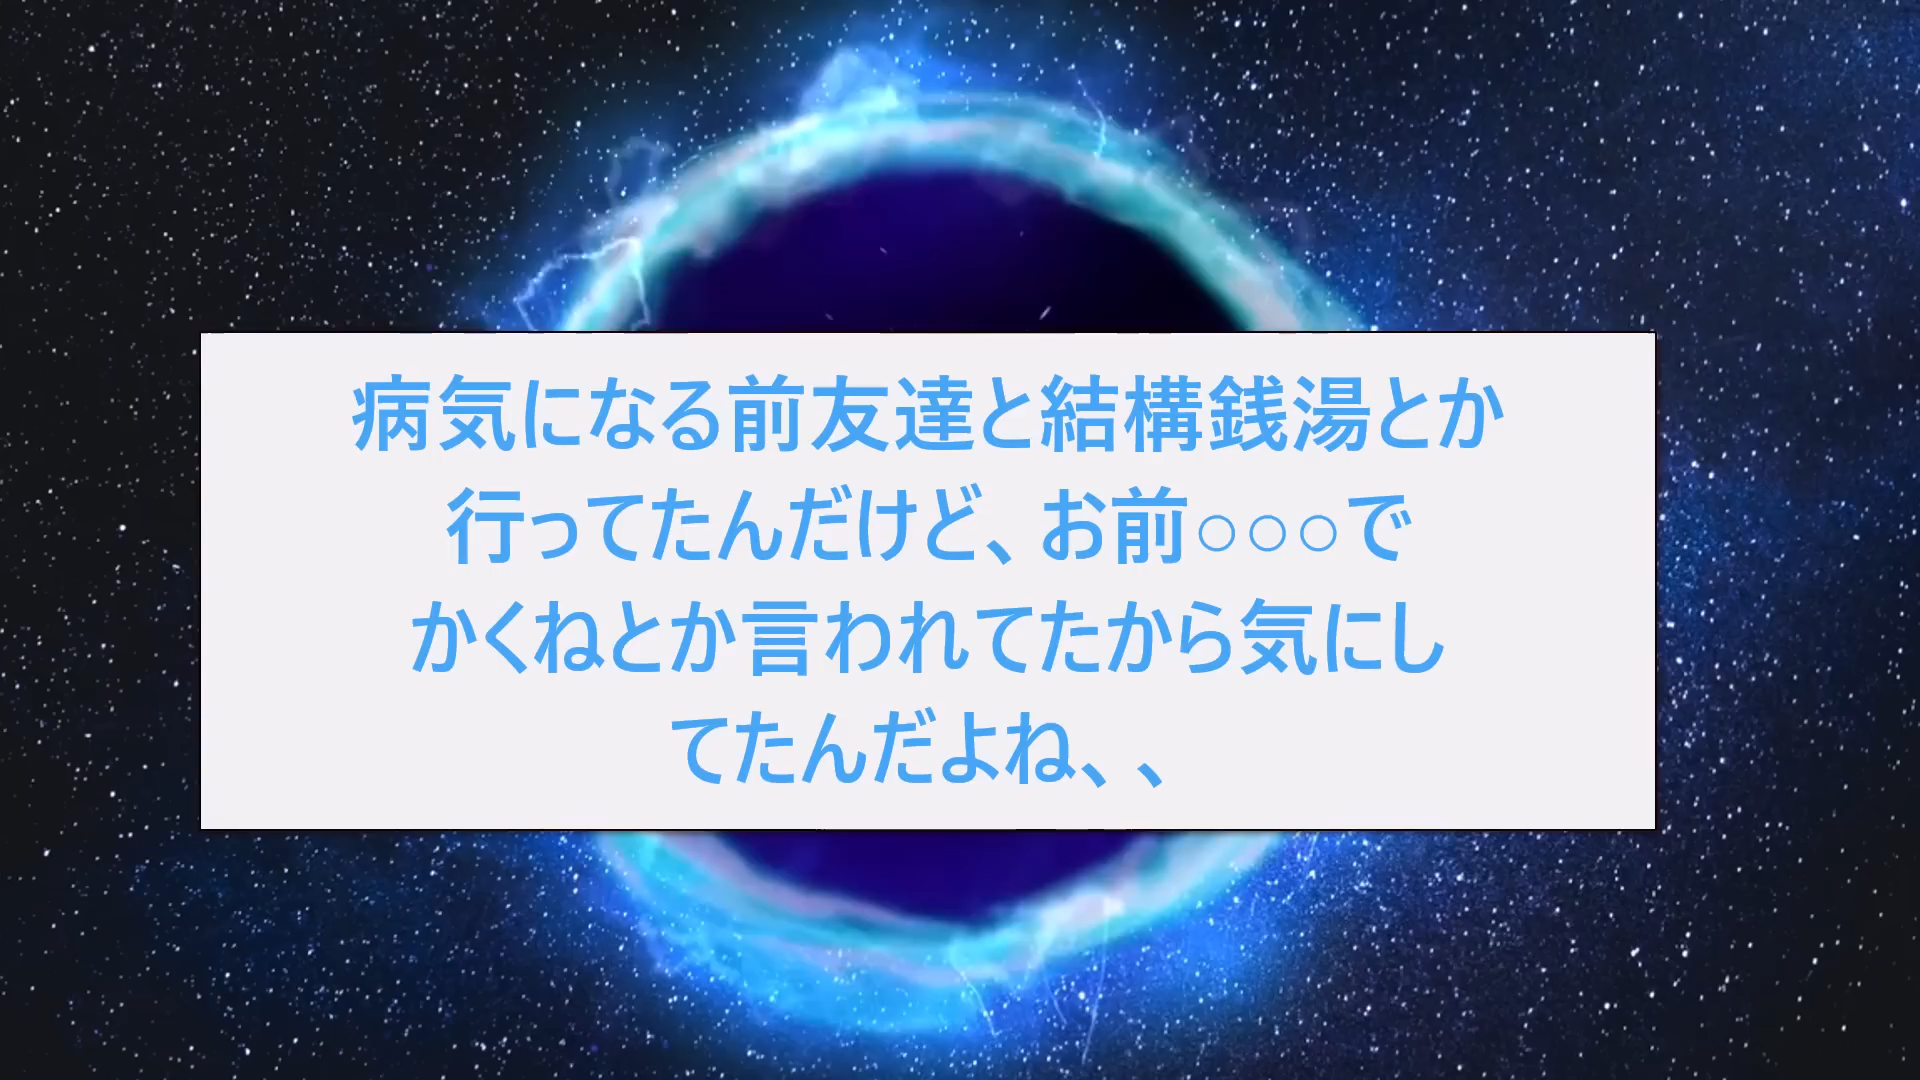 病気になる前友達と結構銭湯とか
行ってたんだけど、お前○○○で
かくねとか言われてたから気にし
てたんだよね、、